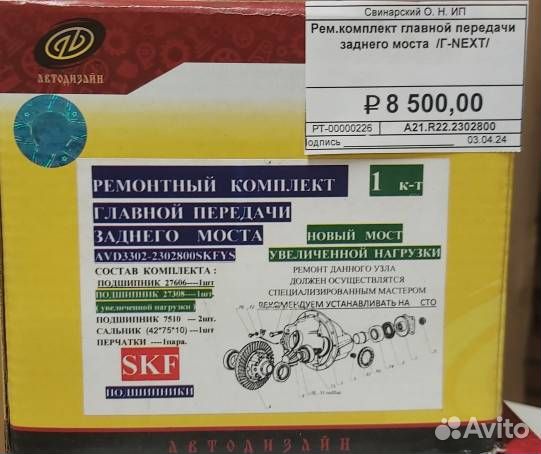 Свинарский О. Н. ИП
Рем.комплект главной передачи
заднего моста /Г-NEXT/
₽ 8 500,00
РТ-00000226
A21.R22.2302800
одпись
03.04.24
АВТОДИЗАЙН
РЕМОНТНЫЙ КОМПЛЕКТ
1 к-т
ГЛАВНОЙ ПЕРЕДАЧИ
ЗАДНЕГО МОСТА
НОВЫЙ МОСТ
AVD3302-2302800SKFYS
УВЕЛИЧЕННОЙ НАГРУЗКИ
СОСТАВ КОМПЛЕКТА :
ПОДШИПНИК 27606----1шт
ПОДШИПНИК 27308----1шт
( увеличенной нагрузки )
ПОДШИПНИК 7510 --- 2шт.
САЛЬНИК (42*75*10) ---1шт
ПЕРЧАТКИ ----1пара.
РЕМОНТ ДАННОГО УЗЛА
ДОЛЖЕН ОСУЩЕСТВЛЯТСЯ
СПЕЦИАЛИЗИРОВАННЫМ МАСТЕРОМ
РЕКОМЕНДУЕМ УСТАНАВЛИВАТЬ НА СТО
SKF
ПОДШИПНИКИ
АВТОДИЗАЙН
Avito